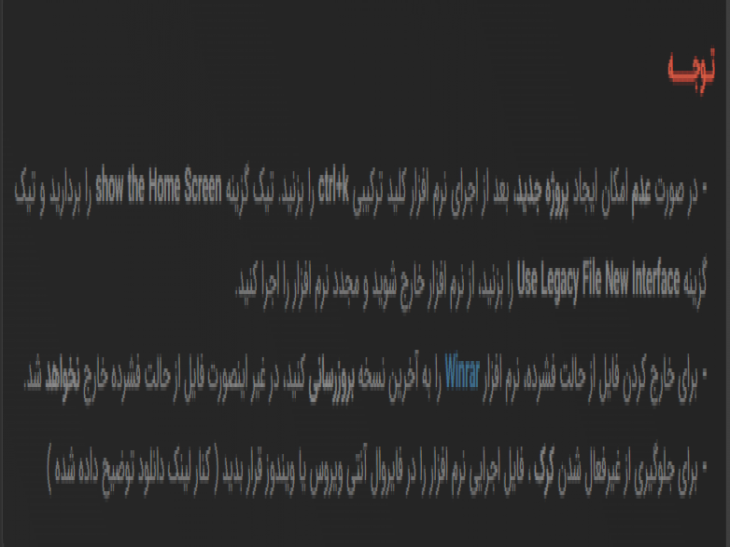 توجـــه
- در صورت عدم امکان ایجاد پروژه جدید، بعد از اجرای نرم افزار کلید ترکیبی ctrl+k را بزنید. تیک گزینه show the Home Screen را بردارید و تیک
گزینه Use Legacy File New Interface را بزنید، از نرم افزار خارج شوید و مجدد نرم افزار را اجرا کنید.
- برای خارج کردن فایل از حالت فشرده، نرم افزار Winrar را به آخرین نسخه بروزرسانی کنید، در غیر اینصورت فایل از حالت فشرده خارج نخواهد شد.
- برای جلوگیری از غیرفعال شدن کرک ، فایل اجرایی نرم افزار را در فایروال آنتی ویروس یا ویندوز قرار بدید ( کنار لینک دانلود توضیح داده شده )